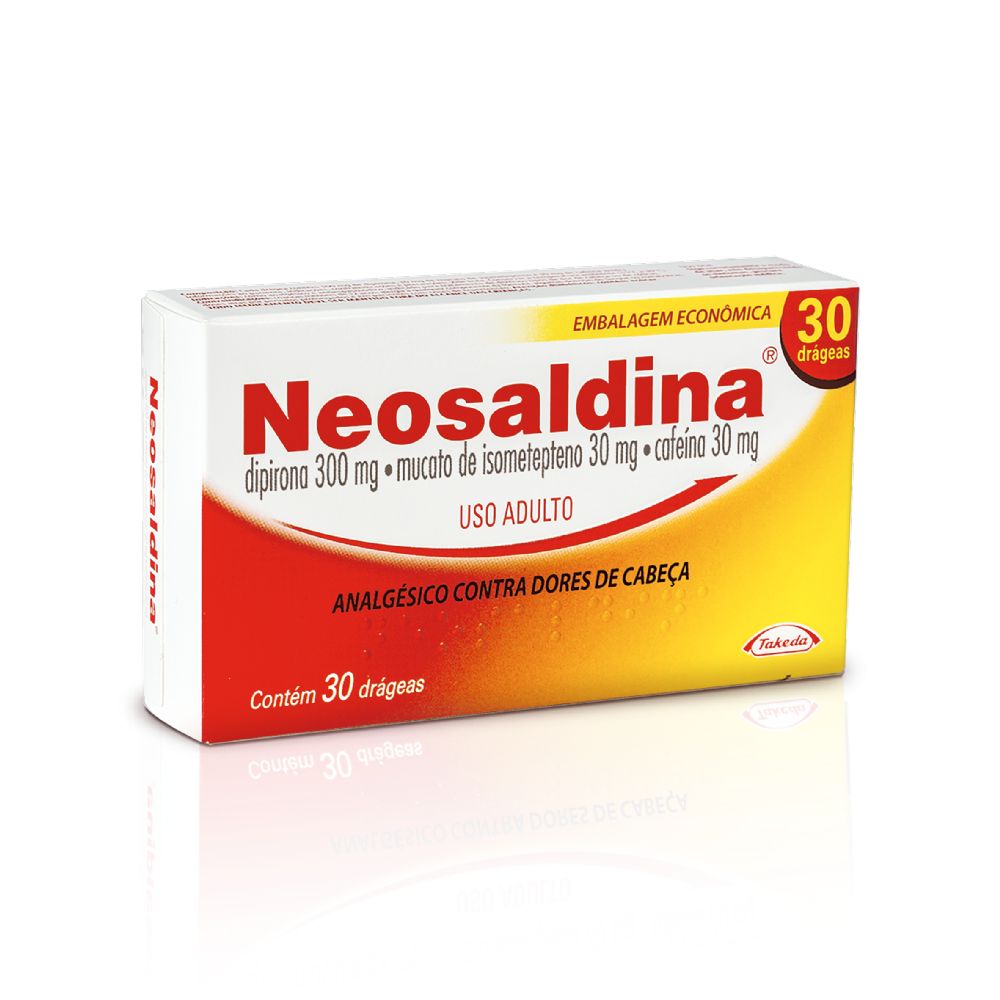 EMBALAGEM ECONÔMICA
30
drágeas
Neosaldina®
dipirona 300 mg • mucato de isometepteno 30 mg • cafeína 30 mg
USO ADULTO
ANALGÉSICO CONTRA DORES DE CABEÇA
Takeda
Contém 30 drágeas
Neosaldina®